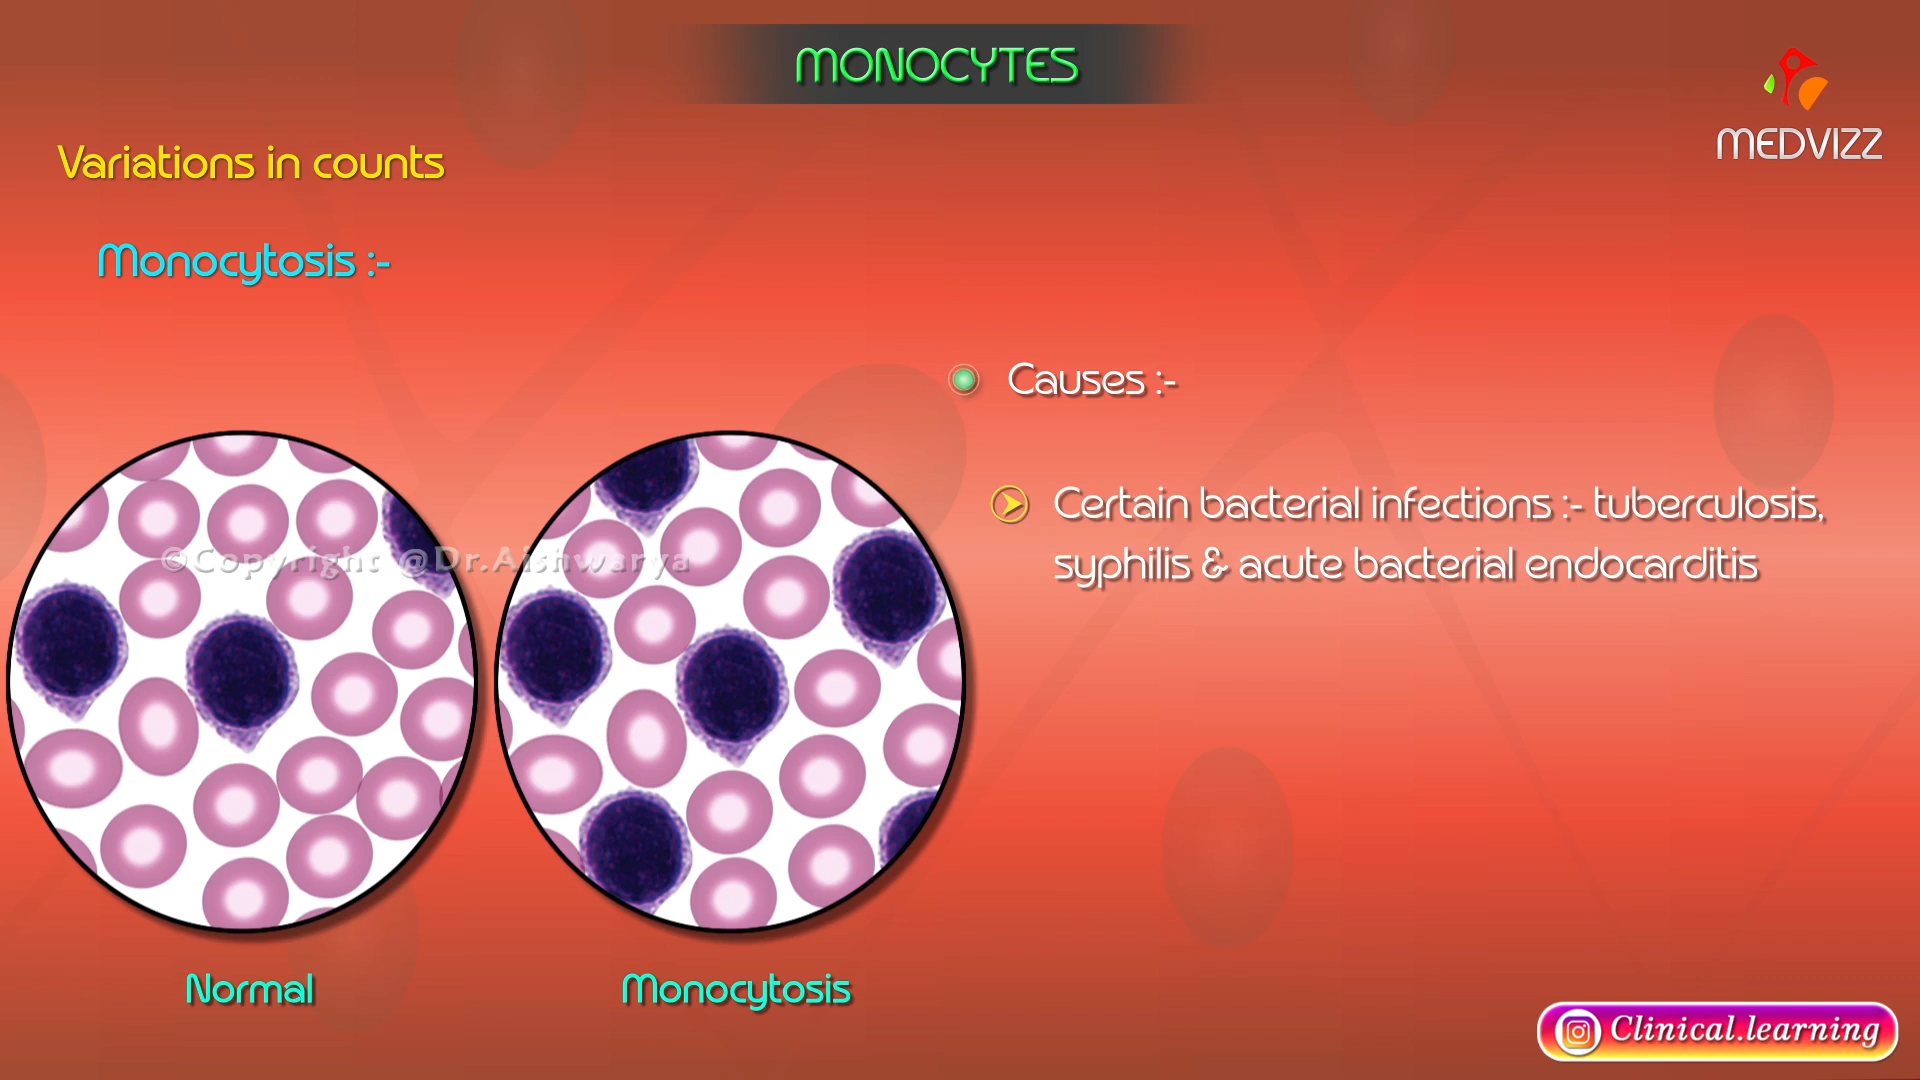 MONOCYTES
MEDVIZZ
Variations in counts
Monocytosis :-
Causes :-
Certain bacterial infections :- tuberculosis,
syphilis & acute bacterial endocarditis
©Copyright @Dr.Aishwarya
Normal
Monocytosis
Clinical.learning